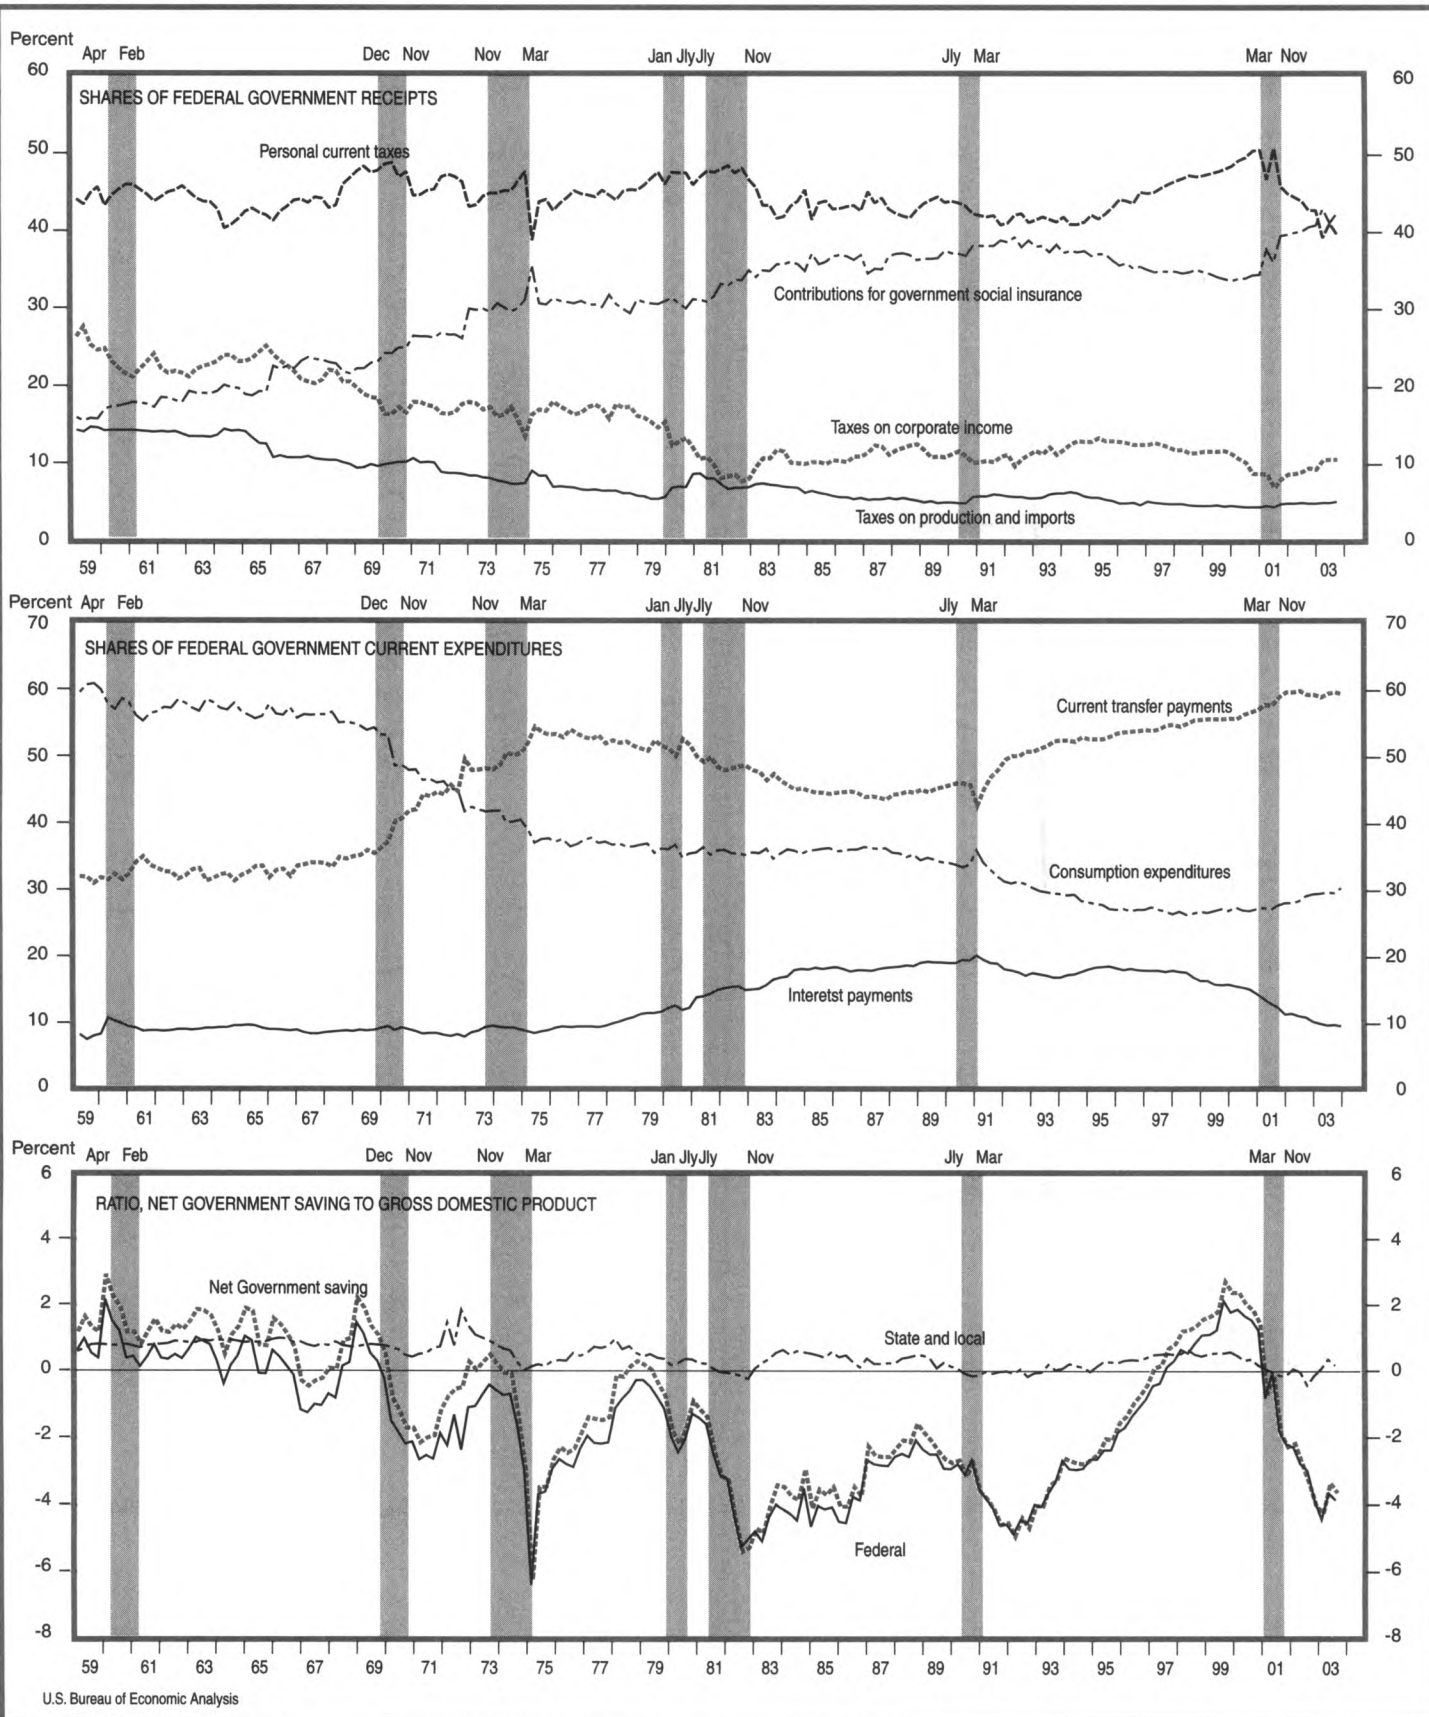 Percent
Apr Feb Dec Nov Nov Mar Jan Jly Jly Nov Jly Mar Mar Nov
60 60
SHARES OF FEDERAL GOVERNMENT RECEIPTS
Personal current taxes
50 50
40 40
Contributions for government social insurance
30 30
20 20
Taxes on corporate income
10 10
Taxes on production and imports
0 0
59 61 63 65 67 69 71 73 75 77 79 81 83 85 87 89 91 93 95 97 99 01 03
Percent Apr Feb Dec Nov Nov Mar Jan Jly Jly Nov Jly Mar Mar Nov
70 70
SHARES OF FEDERAL GOVERNMENT CURRENT EXPENDITURES
60 60
Current transfer payments
50 50
40 40
Consumption expenditures
30 30
20 20
Interetst payments
10 10
0 0
59 61 63 65 67 69 71 73 75 77 79 81 83 85 87 89 91 93 95 97 99 01 03
Percent Apr Feb Dec Nov Nov Mar Jan Jly Jly Nov Jly Mar Mar Nov
6 6
RATIO, NET GOVERNMENT SAVING TO GROSS DOMESTIC PRODUCT
4 4
Net Government saving
2 2
State and local
0 0
-2 -2
-4 -4
Federal
-6 -6
-8 -8
59 61 63 65 67 69 71 73 75 77 79 81 83 85 87 89 91 93 95 97 99 01 03
U.S. Bureau of Economic Analysis